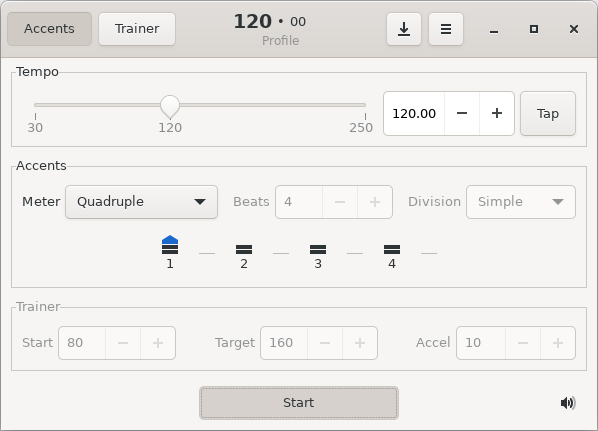 Accents Trainer 120 • 00
Profile
Tempo
120.00 Tap
30 120 250
Accents
Meter Quadruple Beats 4 Division Simple
1 2 3 4
Trainer
Start 80 Target 160 Accel 10
Start